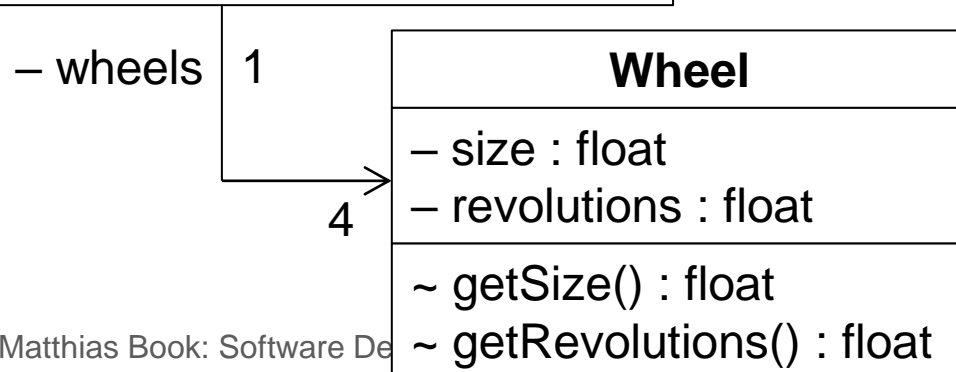 – wheels 1
Wheel
– size : float
– revolutions : float
4
~ getSize() : float
Matthias Book: Software De
~ getRevolutions() : float